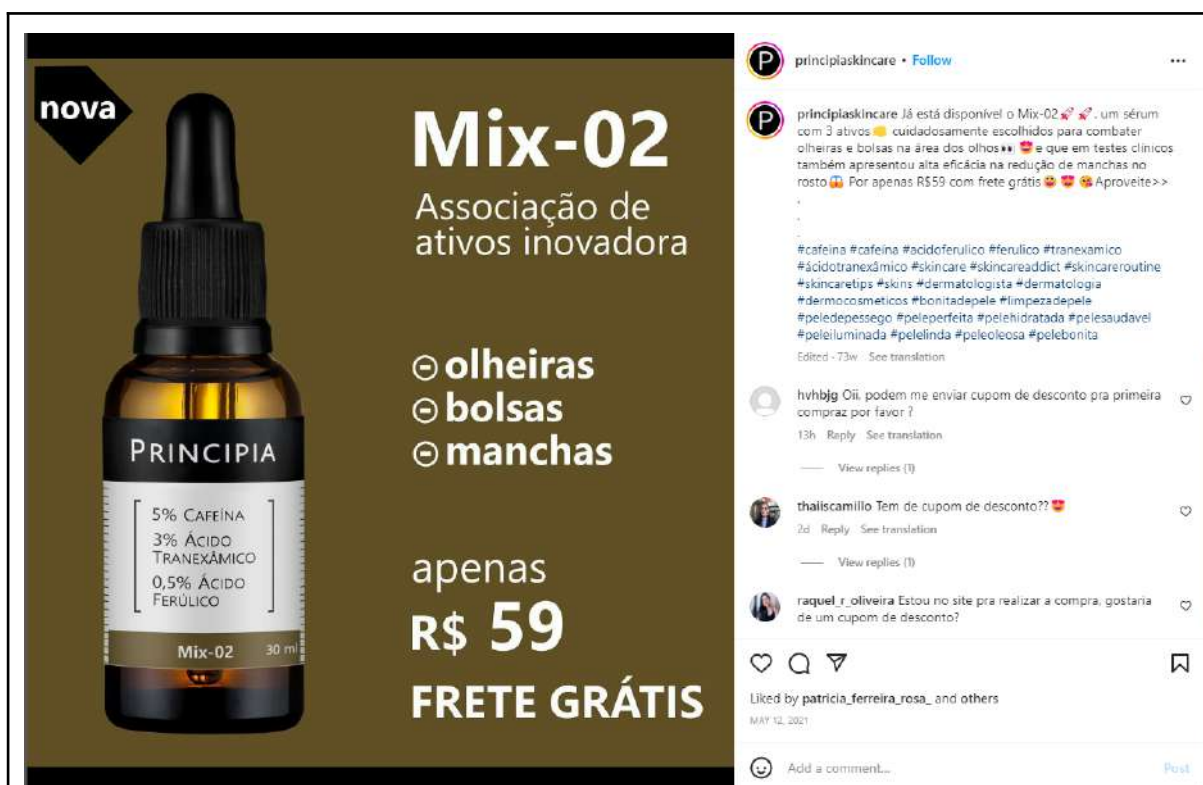 nova
Mix-02
Associação de
ativos inovadora
olheiras
bolsas
manchas
apenas
R$ 59
FRETE GRÁTIS
PRINCIPIA
5% CAFEÍNA
3% ÁCIDO
TRANEXÂMICO
0,5% ÁCIDO
FERÚLICO
Mix-02 30 ml
P principiaskincare • Follow
P principiaskincare Já está disponível o Mix-02🚀 🚀. um sérum
com 3 ativos👊 cuidadosamente escolhidos para combater
olheiras e bolsas na área dos olhos👀 😍 e que em testes clínicos
também apresentou alta eficácia na redução de manchas no
rosto😱 Por apenas R$59 com frete grátis😀 😍 😘 Aproveite>>
.
.
.
#cafeina #cafeína #acidoferulico #ferulico #tranexamico
#ácidotranexâmico #skincare #skincareaddict #skincareroutine
#skincaretips #skins #dermatologista #dermatologia
#dermocosmeticos #bonitadepele #limpezadepele
#peledepessego #peleperfeita #pelehidratada #pelesaudavel
#peleiluminada #pelelinda #peleoleosa #pelebonita
Edited · 73w See translation
hvhbjg Oii, podem me enviar cupom de desconto pra primeira
compraz por favor ?
13h Reply See translation
View replies (1)
thaiiscamillo Tem de cupom de desconto??😍
2d Reply See translation
View replies (1)
raquel_r_oliveira Estou no site pra realizar a compra, gostaria
de um cupom de desconto?
Liked by patricia_ferreira_rosa_ and others
MAY 12, 2021
Add a comment...
Post